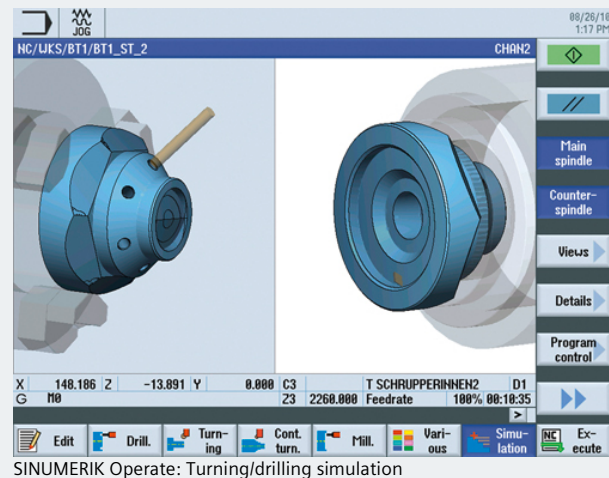 JOG
08/26/10
1:17 PM
NC/WKS/BT1/BT1_ST_2 CHAN2
Main
spindle
Counter-
spindle
Views
Details
Program
control
X 148.186 Z -13.891 Y 0.000 C3 T SCHRUPPERINNEN2 D1
G M0 Z3 2260.000 Feedrate 100% 00:10:35
>
Edit
Drill.
Turn-
ing
Cont.
turn.
Mill.
Vari-
ous
Simu-
lation
NC Ex-
ecute
SINUMERIK Operate: Turning/drilling simulation